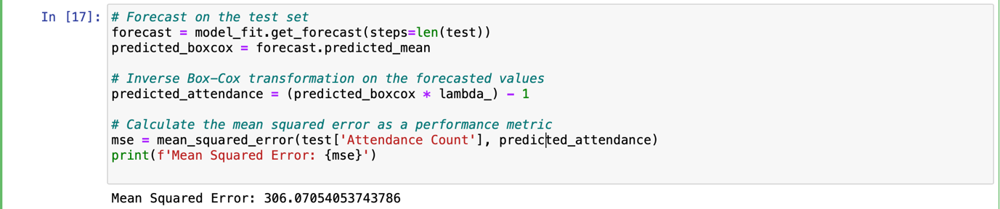 In [17]: # Forecast on the test set
forecast = model_fit.get_forecast(steps=len(test))
predicted_boxcox = forecast.predicted_mean
# Inverse Box-Cox transformation on the forecasted values
predicted_attendance = (predicted_boxcox * lambda_) - 1
# Calculate the mean squared error as a performance metric
mse = mean_squared_error(test['Attendance Count'], predicted_attendance)
print(f'Mean Squared Error: {mse}')
Mean Squared Error: 306.07054053743786